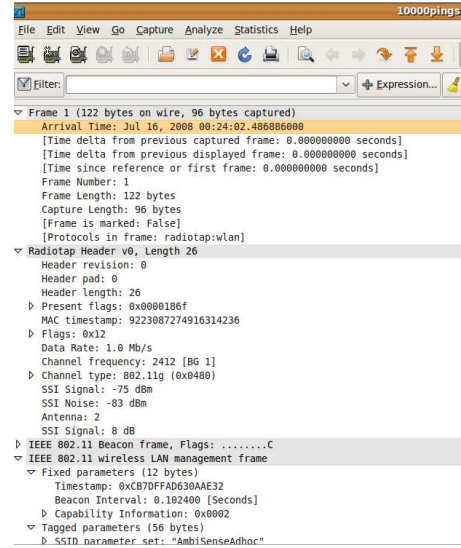 10000pings
File Edit View Go Capture Analyze Statistics Help
Filter: Expression...
Frame 1 (122 bytes on wire, 96 bytes captured)
Arrival Time: Jul 16, 2008 00:24:02.486886000
[Time delta from previous captured frame: 0.000000000 seconds]
[Time delta from previous displayed frame: 0.000000000 seconds]
[Time since reference or first frame: 0.000000000 seconds]
Frame Number: 1
Frame Length: 122 bytes
Capture Length: 96 bytes
[Frame is marked: False]
[Protocols in frame: radiotap:wlan]
Radiotap Header v0, Length 26
Header revision: 0
Header pad: 0
Header length: 26
Present flags: 0x0000186f
MAC timestamp: 9223087274916314236
Flags: 0x12
Data Rate: 1.0 Mb/s
Channel frequency: 2412 [BG 1]
Channel type: 802.11g (0x0480)
SSI Signal: -75 dBm
SSI Noise: -83 dBm
Antenna: 2
SSI Signal: 8 dB
IEEE 802.11 Beacon frame, Flags: ........C
IEEE 802.11 wireless LAN management frame
Fixed parameters (12 bytes)
Timestamp: 0xCB7DFFAD630AAE32
Beacon Interval: 0.102400 [Seconds]
Capability Information: 0x0002
Tagged parameters (56 bytes)
SSID parameter set: "AmbiSenseAdhoc"